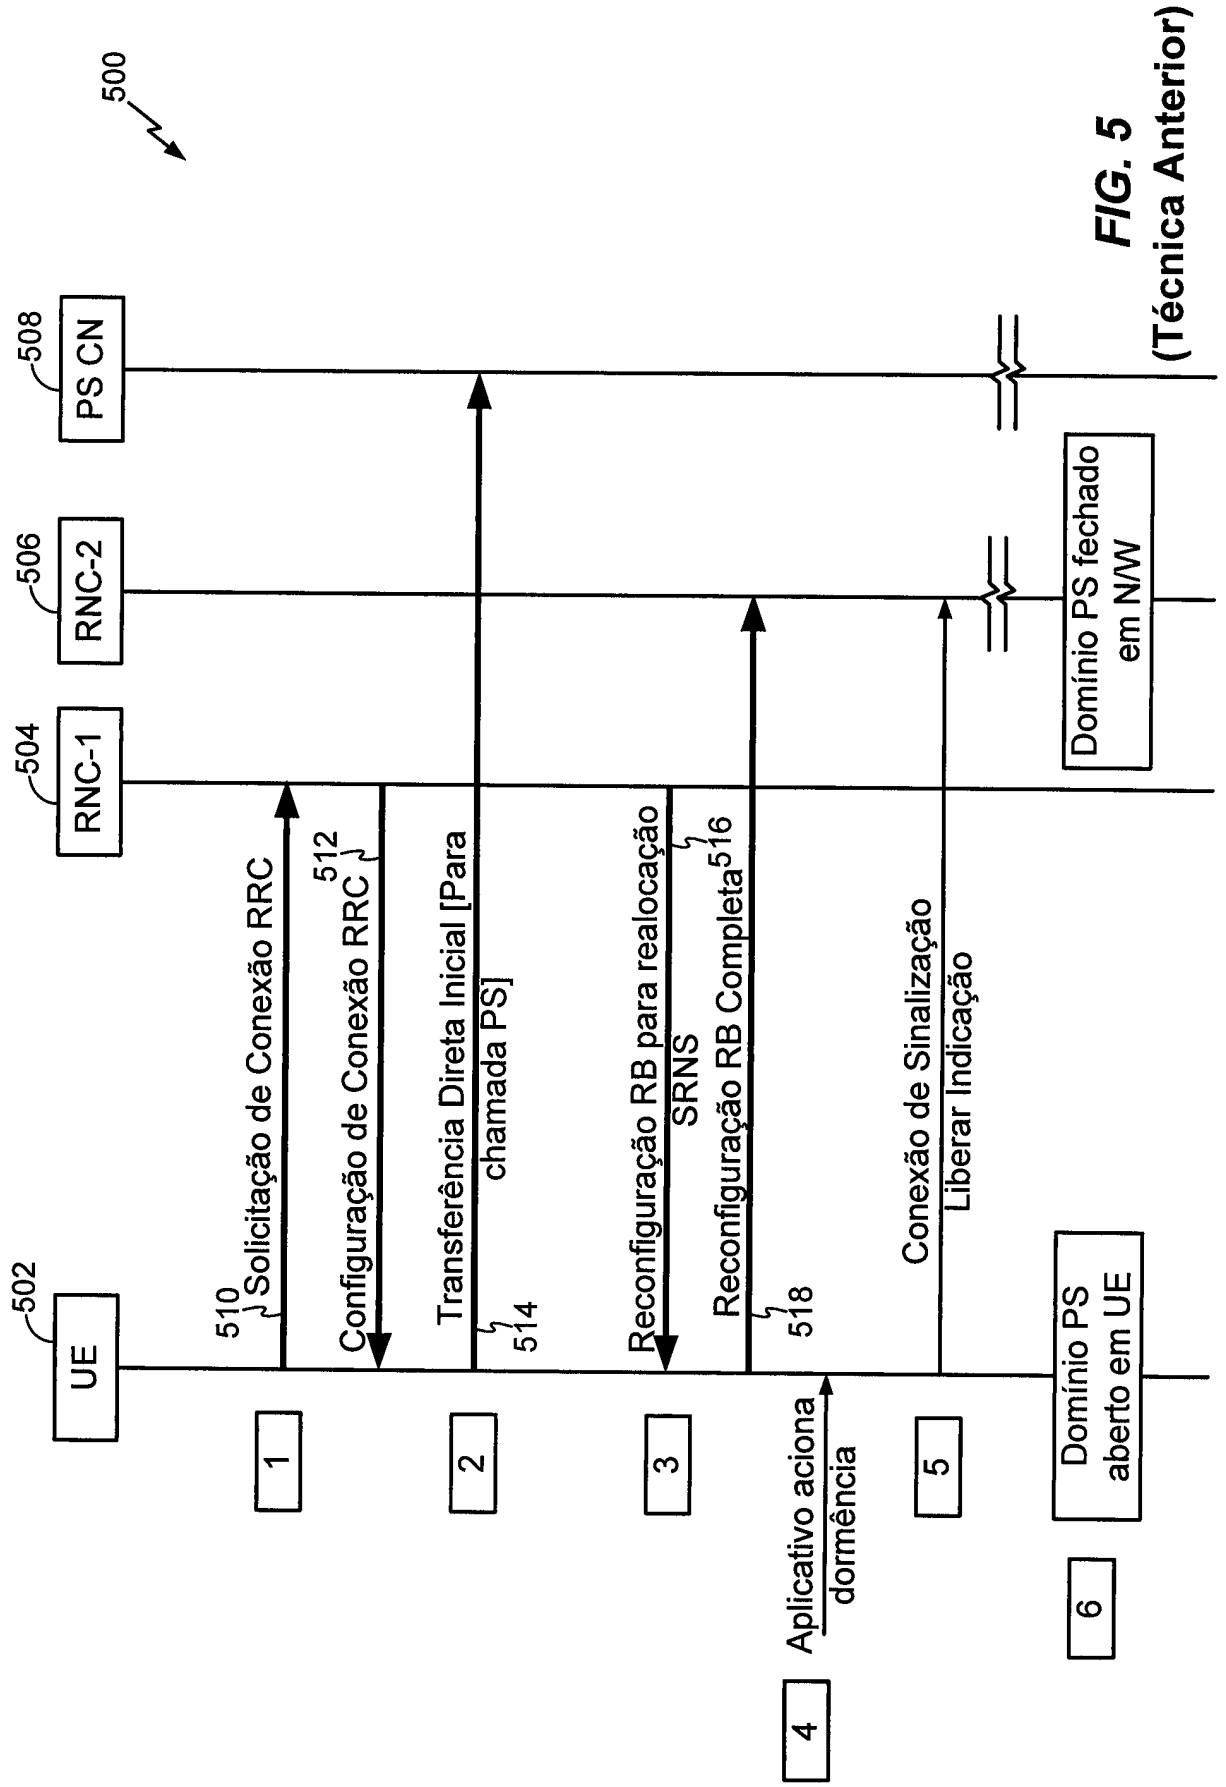 500
502
UE
504
RNC-1
506
RNC-2
508
PS CN
1
510
Solicitação de Conexão RRC
512
Configuração de Conexão RRC
2
Transferência Direta Inicial [Para
chamada PS]
514
3
Reconfiguração RB para realocação
SRNS
516
Reconfiguração RB Completa
518
4
Aplicativo aciona
dormência
5
Conexão de Sinalização
Liberar Indicação
6
Domínio PS
aberto em UE
Domínio PS fechado
em N/W
FIG. 5
(Técnica Anterior)